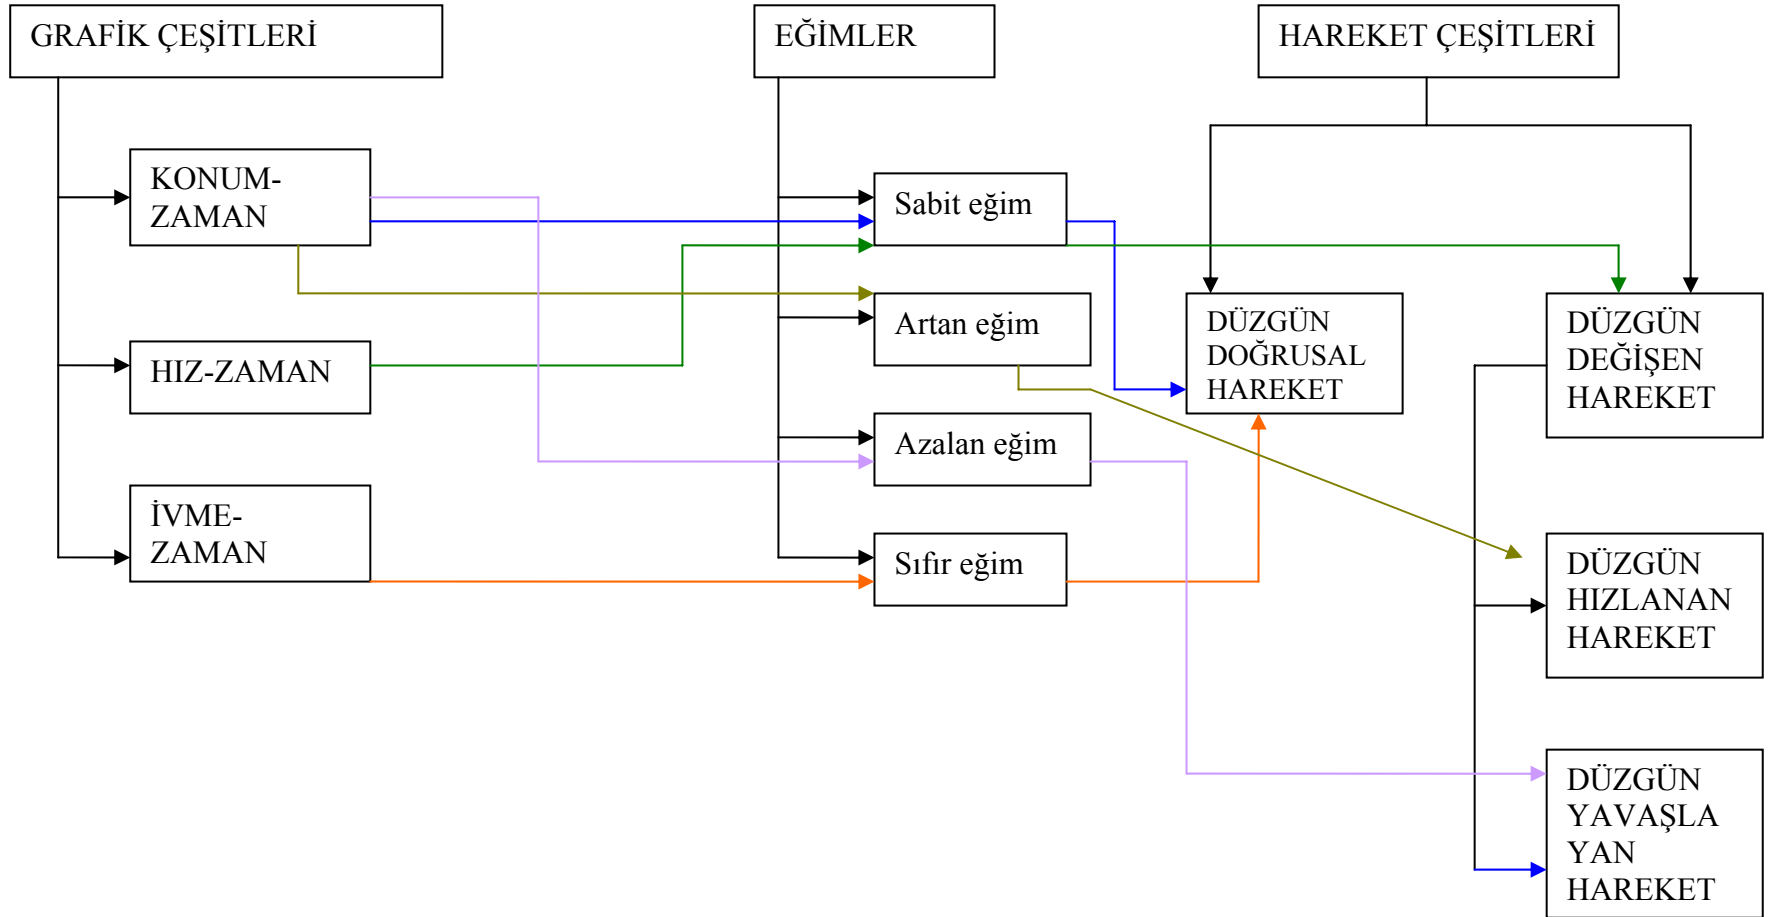 GRAFİK ÇEŞİTLERİ
EĞİMLER
HAREKET ÇEŞİTLERİ
KONUM-
ZAMAN
HIZ-ZAMAN
İVME-
ZAMAN
Sabit eğim
Artan eğim
Azalan eğim
Sıfır eğim
DÜZGÜN
DOĞRUSAL
HAREKET
DÜZGÜN
DEĞİŞEN
HAREKET
DÜZGÜN
HIZLANAN
HAREKET
DÜZGÜN
YAVAŞLA
YAN
HAREKET